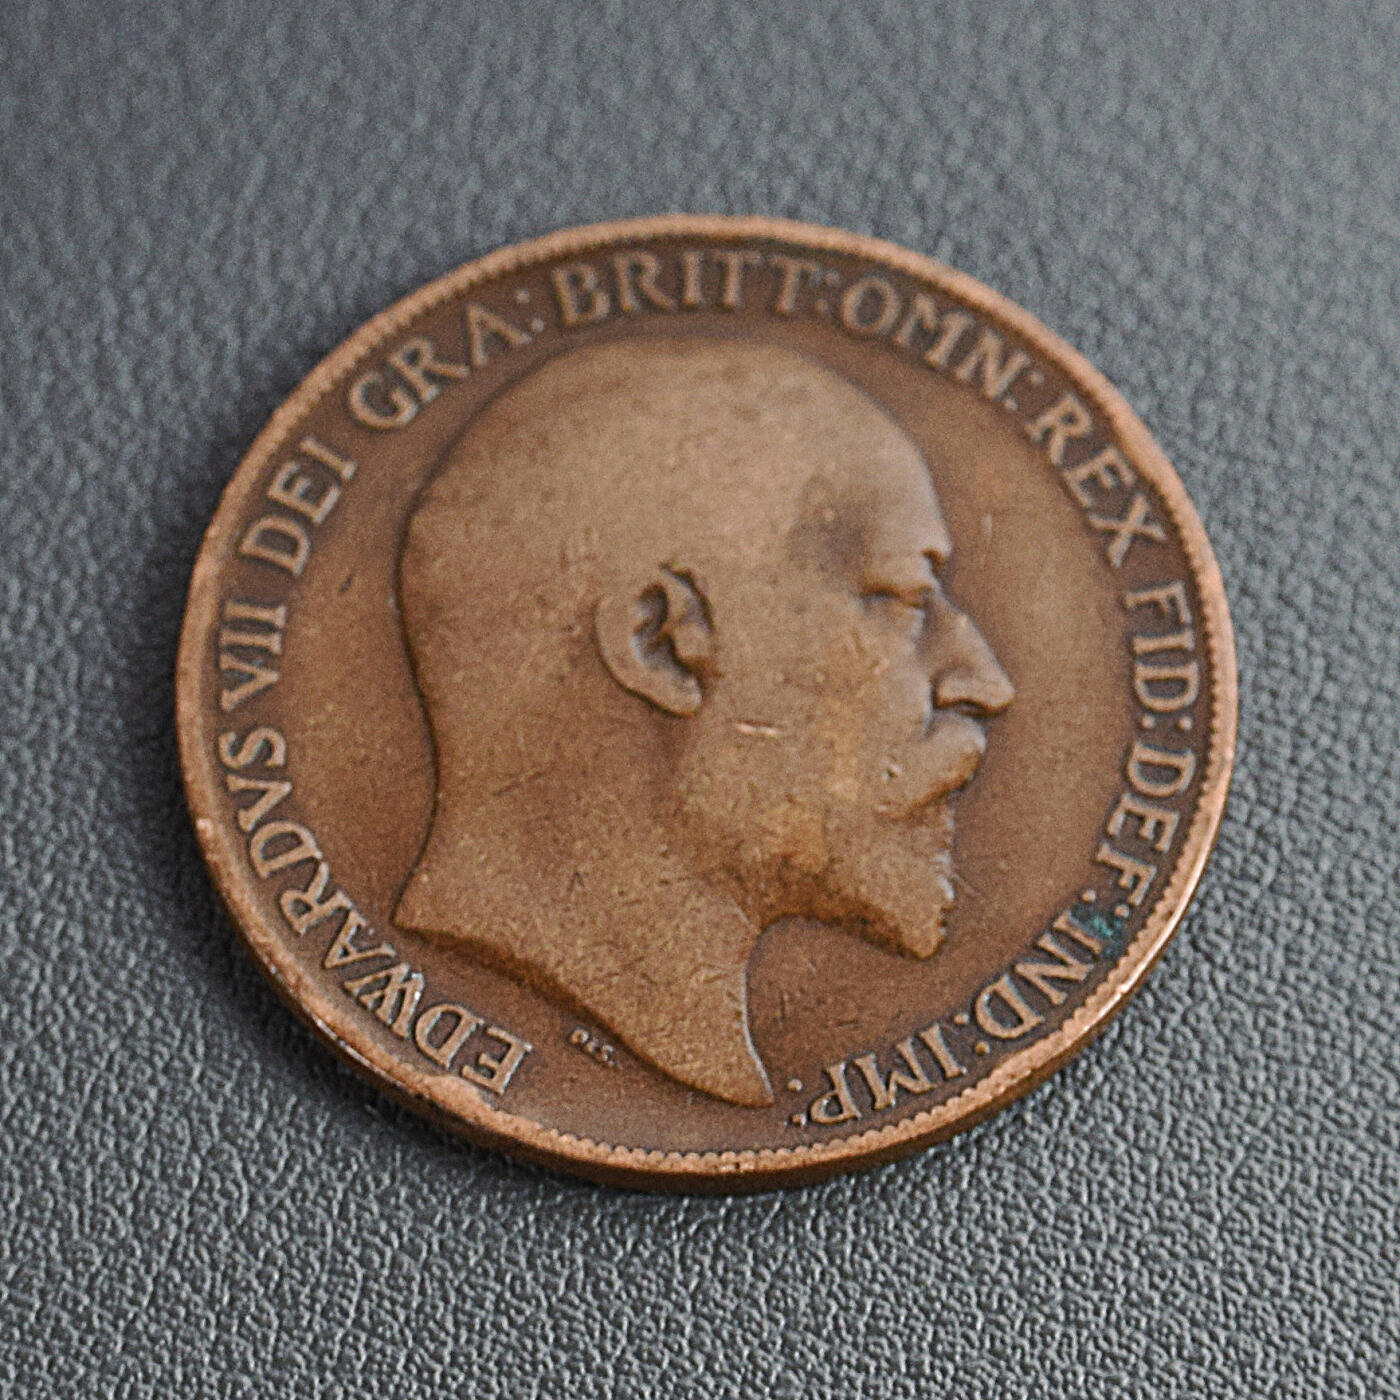 EDWARDVS VII DEI GRA: BRITT: OMN: REX FID: DEF: IND: IMP: